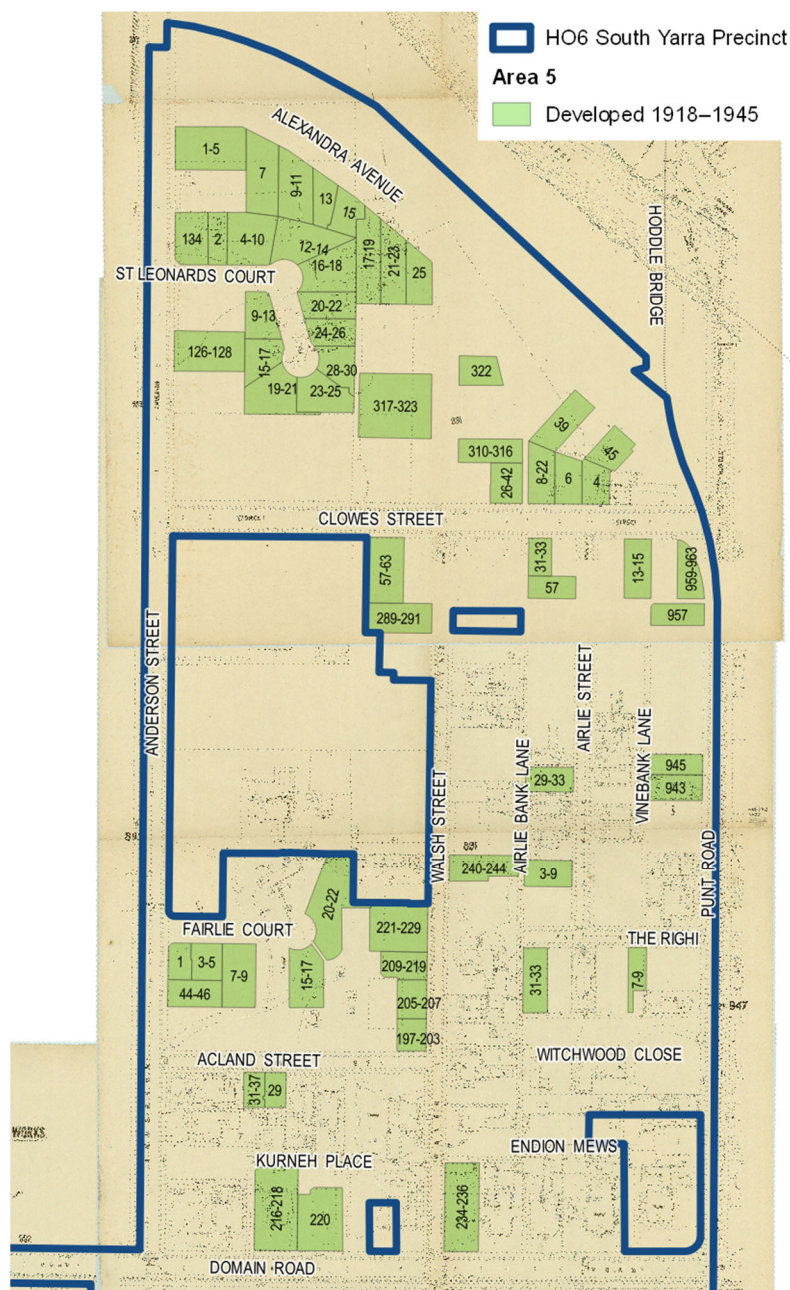 HO6 South Yarra Precinct
Area 5
Developed 1918–1945
ALEXANDRA AVENUE
1-5
7
9-11
13
15
HODDLE BRIDGE
134
2
4-10
12-14
16-18
17-19
21-23
25
ST LEONARDS COURT
9-13
20-22
24-26
126-128
15-17
28-30
19-21
23-25
317-323
322
39
45
310-316
26-42
8-22
6
4
CLOWES STREET
57-63
31-33
57
13-15
959-963
289-291
957
ANDERSON STREET
AIRLIE STREET
WALSH STREET
AIRLIE BANK LANE
29-33
VINEBANK LANE
945
943
PUNT ROAD
240-244
3-9
20-22
FAIRLIE COURT
221-229
THE RIGHI
1
3-5
7-9
15-17
209-219
31-33
7-9
44-46
205-207
947
197-203
ACLAND STREET
WITCHWOOD CLOSE
31-37
29
WORKS
ENDION MEWS
KURNEH PLACE
216-218
220
234-236
DOMAIN ROAD